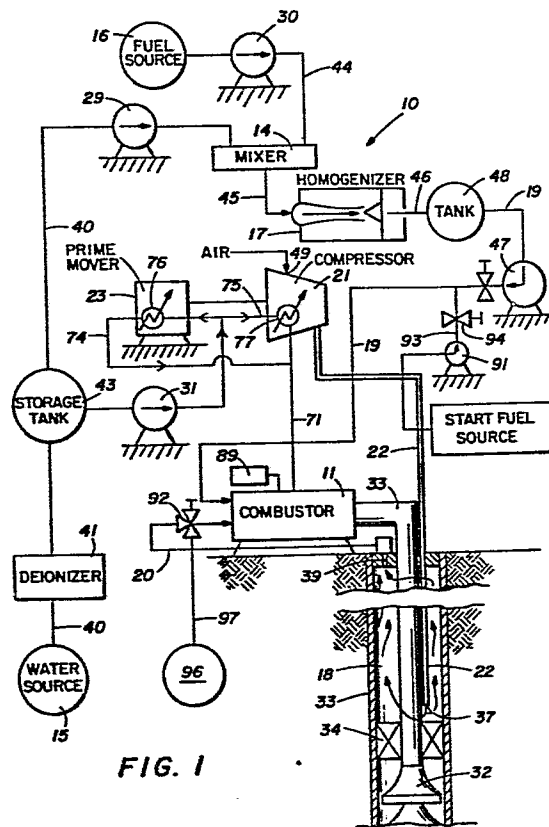 16
FUEL
SOURCE
30
44
29
14
10
MIXER
HOMOGENIZER
46
48
19
45
TANK
40
17
AIR
49
COMPRESSOR
PRIME
MOVER
76
75
21
47
23
77
93
94
74
19
91
43
31
STORAGE
TANK
START FUEL
SOURCE
71
22
89
11
33
92
COMBUSTOR
41
39
20
DEIONIZER
97
40
18
22
WATER
SOURCE
96
33
37
15
34
32
FIG. 1